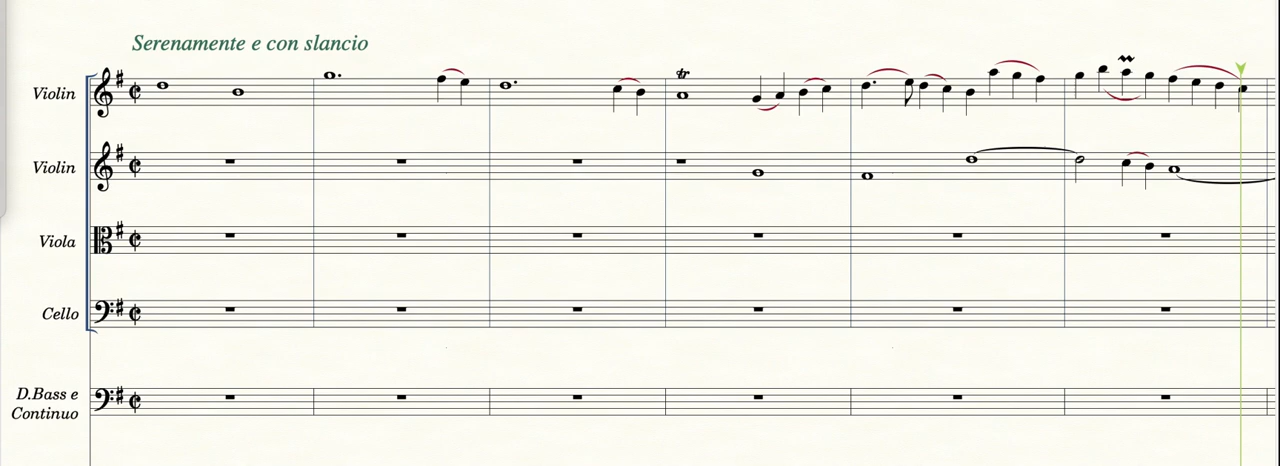 Serenamente e con slancio
Violin
Violin
Viola
Cello
D.Bass e
Continuo